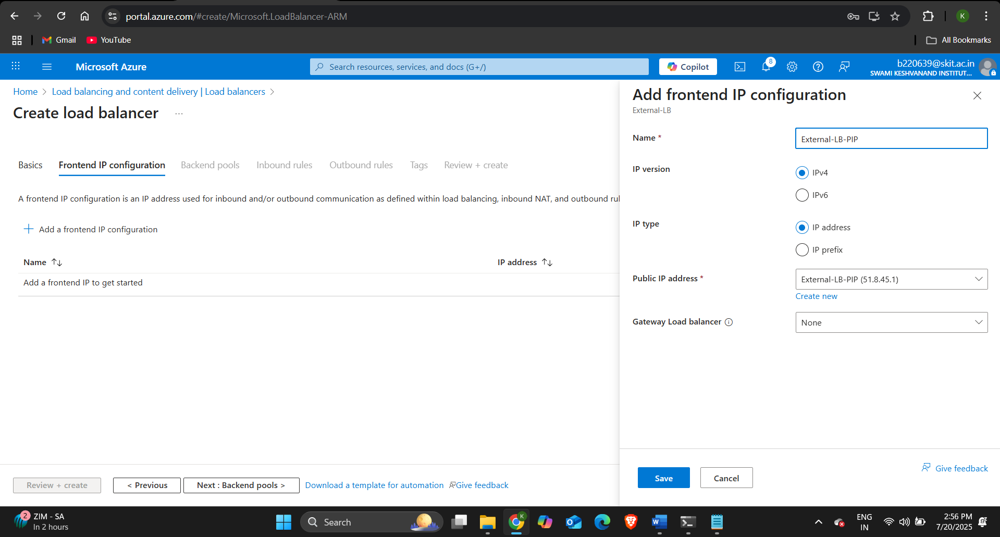 portal.azure.com/#create/Microsoft.LoadBalancer-ARM
K
Gmail
YouTube
All Bookmarks
Microsoft Azure
Search resources, services, and docs (G+/)
Copilot
8
b220639@skit.ac.in
SWAMI KESHVANAND INSTITUT...
Home > Load balancing and content delivery | Load balancers >
Create load balancer ...
Basics Frontend IP configuration Backend pools Inbound rules Outbound rules Tags Review + create
A frontend IP configuration is an IP address used for inbound and/or outbound communication as defined within load balancing, inbound NAT, and outbound rul
+ Add a frontend IP configuration
Name ↑↓ IP address ↑↓
Add a frontend IP to get started
Review + create < Previous Next : Backend pools > Download a template for automation Give feedback
Add frontend IP configuration
External-LB
Name * External-LB-PIP
IP version IPv4
IPv6
IP type IP address
IP prefix
Public IP address * External-LB-PIP (51.8.45.1)
Create new
Gateway Load balancer None
Give feedback
Save Cancel
2
ZIM - SA
In 2 hours
Search
K
ENG
IN
2:56 PM
7/20/2025